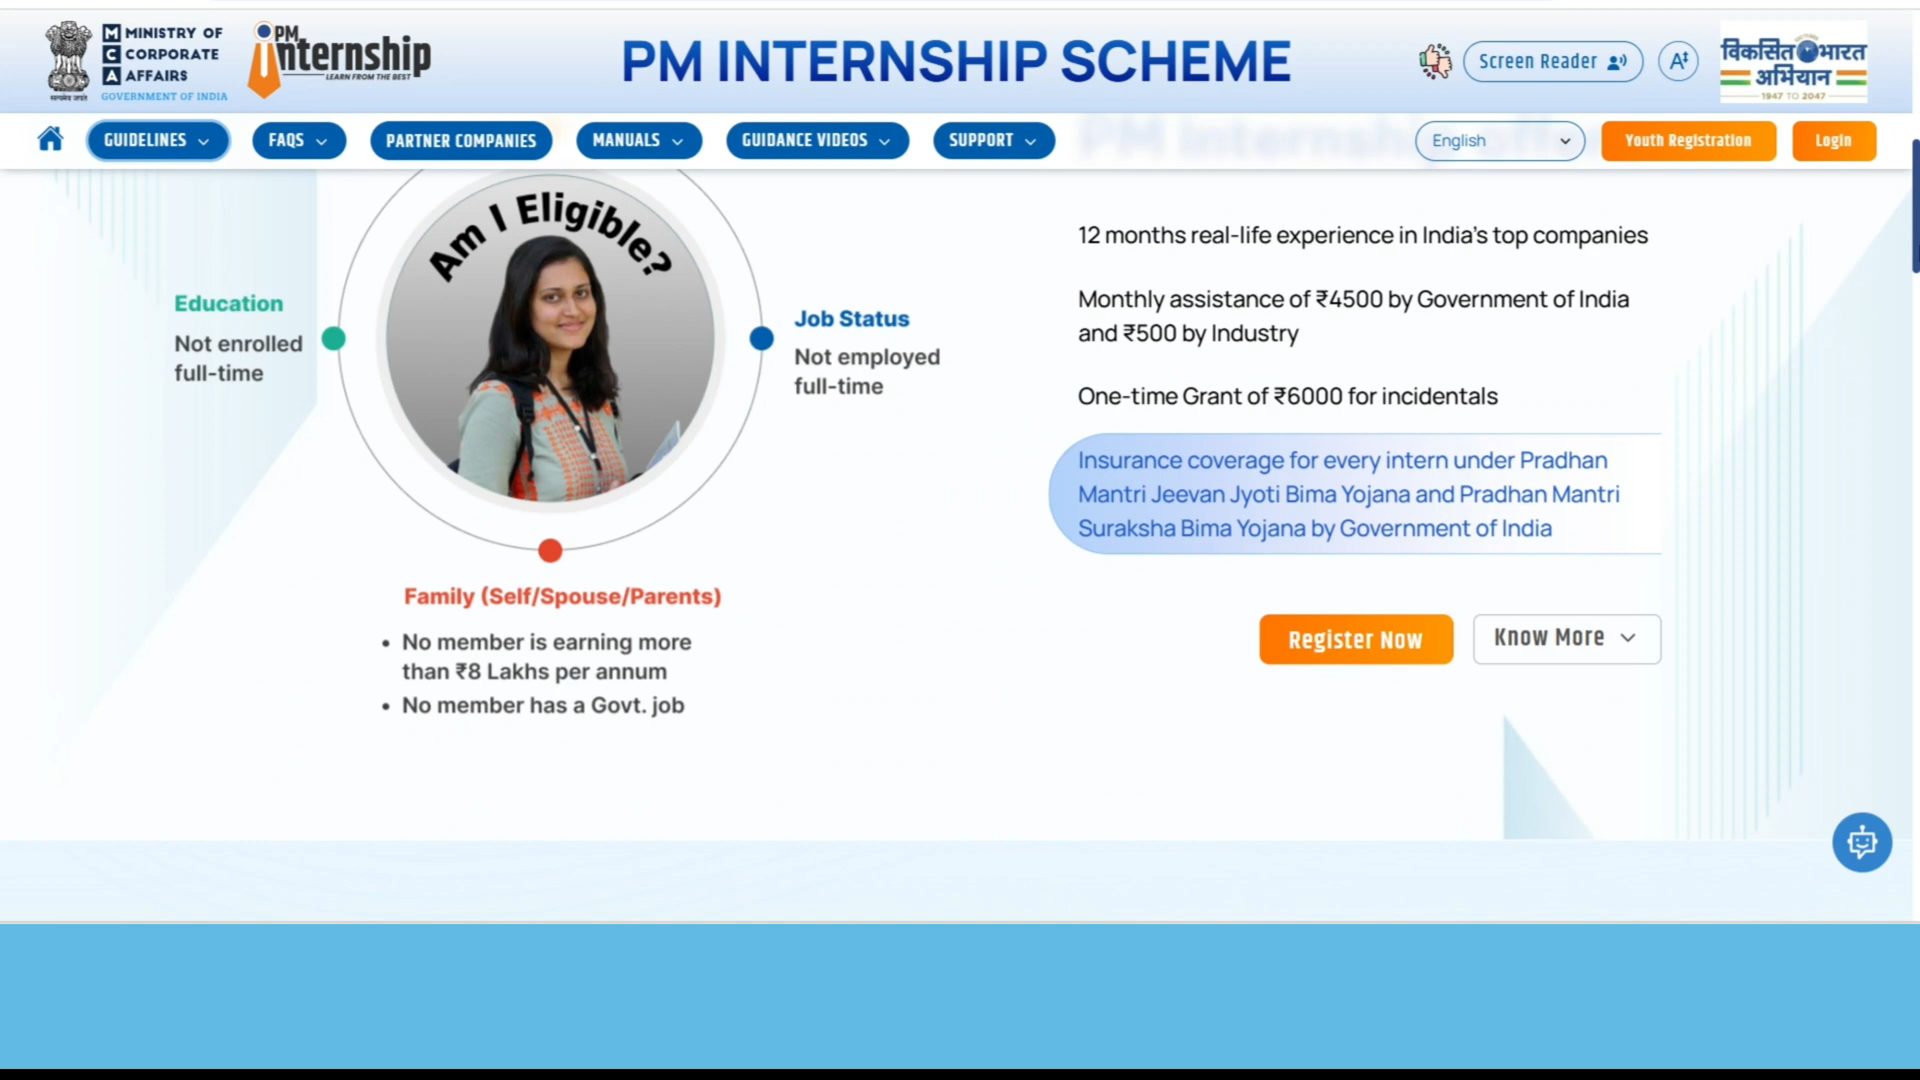 MINISTRY OF
CORPORATE
AFFAIRS
GOVERNMENT OF INDIA
सत्यमेव जयते
PM
internship
LEARN FROM THE BEST
PM INTERNSHIP SCHEME
Screen Reader
A
विकसित भारत
अभियान
1947 TO 2047
GUIDELINES
FAQS
PARTNER COMPANIES
MANUALS
GUIDANCE VIDEOS
SUPPORT
English
Youth Registration
Login
Am I Eligible?
Education
Not enrolled
full-time
Job Status
Not employed
full-time
Family (Self/Spouse/Parents)
• No member is earning more
than ₹8 Lakhs per annum
• No member has a Govt. job
12 months real-life experience in India's top companies
Monthly assistance of ₹4500 by Government of India
and ₹500 by Industry
One-time Grant of ₹6000 for incidentals
Insurance coverage for every intern under Pradhan
Mantri Jeevan Jyoti Bima Yojana and Pradhan Mantri
Suraksha Bima Yojana by Government of India
Register Now
Know More